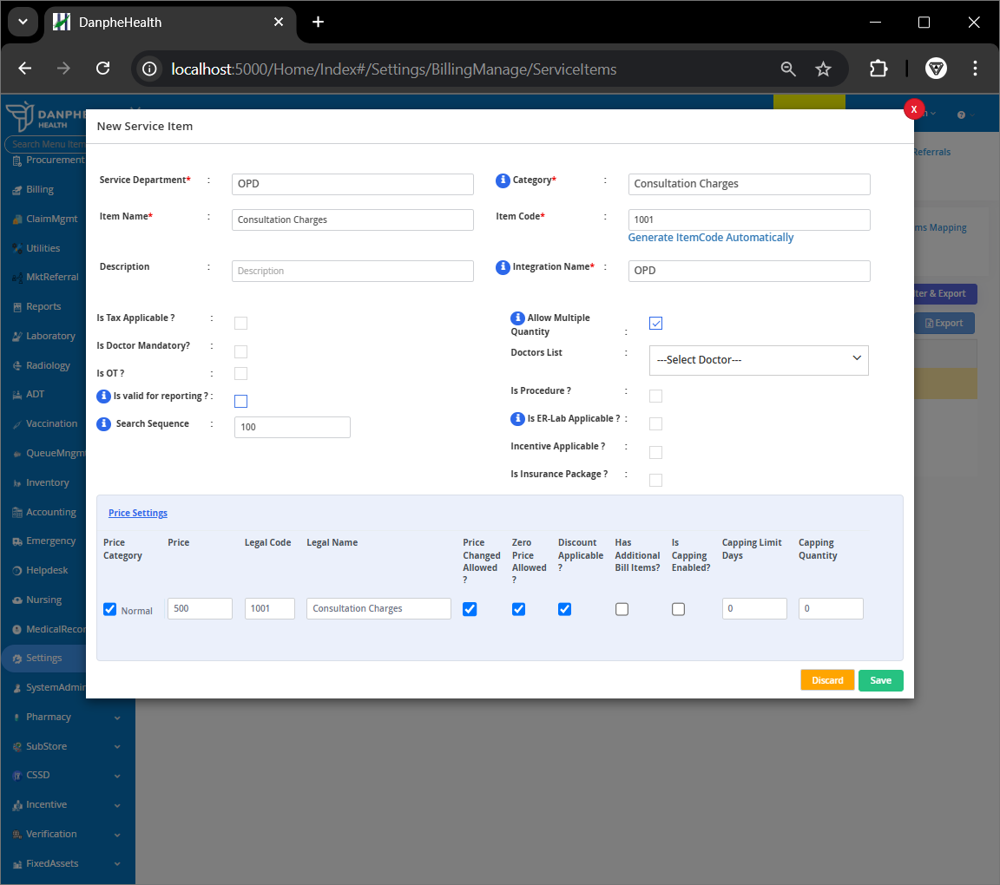 DanpheHealth
localhost:5000/Home/Index#/Settings/BillingManage/ServiceItems
DANPHE
HEALTH
Search Menu Item
Procurement
Billing
ClaimMgmt
Utilities
MktReferral
Reports
Laboratory
Radiology
ADT
Vaccination
QueueMngmt
Inventory
Accounting
Emergency
Helpdesk
Nursing
MedicalRecor
Settings
SystemAdmin
Pharmacy
SubStore
CSSD
Incentive
Verification
FixedAssets
Referrals
ms Mapping
lter & Export
Export
X
New Service Item
Service Department* : OPD
Category* : Consultation Charges
Item Name* : Consultation Charges
Item Code* : 1001
Generate ItemCode Automatically
Description : Description
Integration Name* : OPD
Is Tax Applicable ? :
Allow Multiple Quantity :
Is Doctor Mandatory? :
Doctors List : ---Select Doctor---
Is OT ? :
Is Procedure ? :
Is valid for reporting ? :
Is ER-Lab Applicable ? :
Search Sequence : 100
Incentive Applicable ? :
Is Insurance Package ? :
Price Settings
Price Category
Price
Legal Code
Legal Name
Price Changed Allowed ?
Zero Price Allowed ?
Discount Applicable ?
Has Additional Bill Items?
Is Capping Enabled?
Capping Limit Days
Capping Quantity
Normal 500 1001 Consultation Charges 0 0
Discard Save